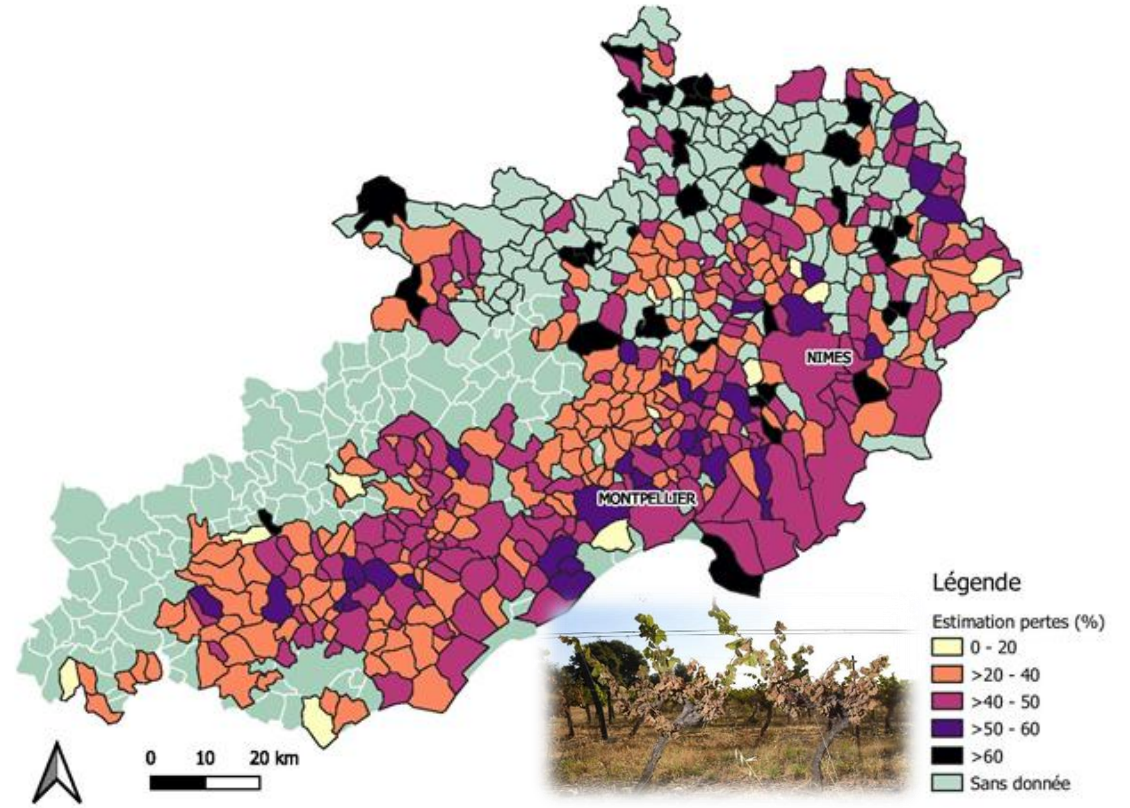 NIMES
MONTPELLIER
Légende
Estimation pertes (%)
0 - 20
>20 - 40
>40 - 50
>50 - 60
>60
Sans donnée
0 10 20 km